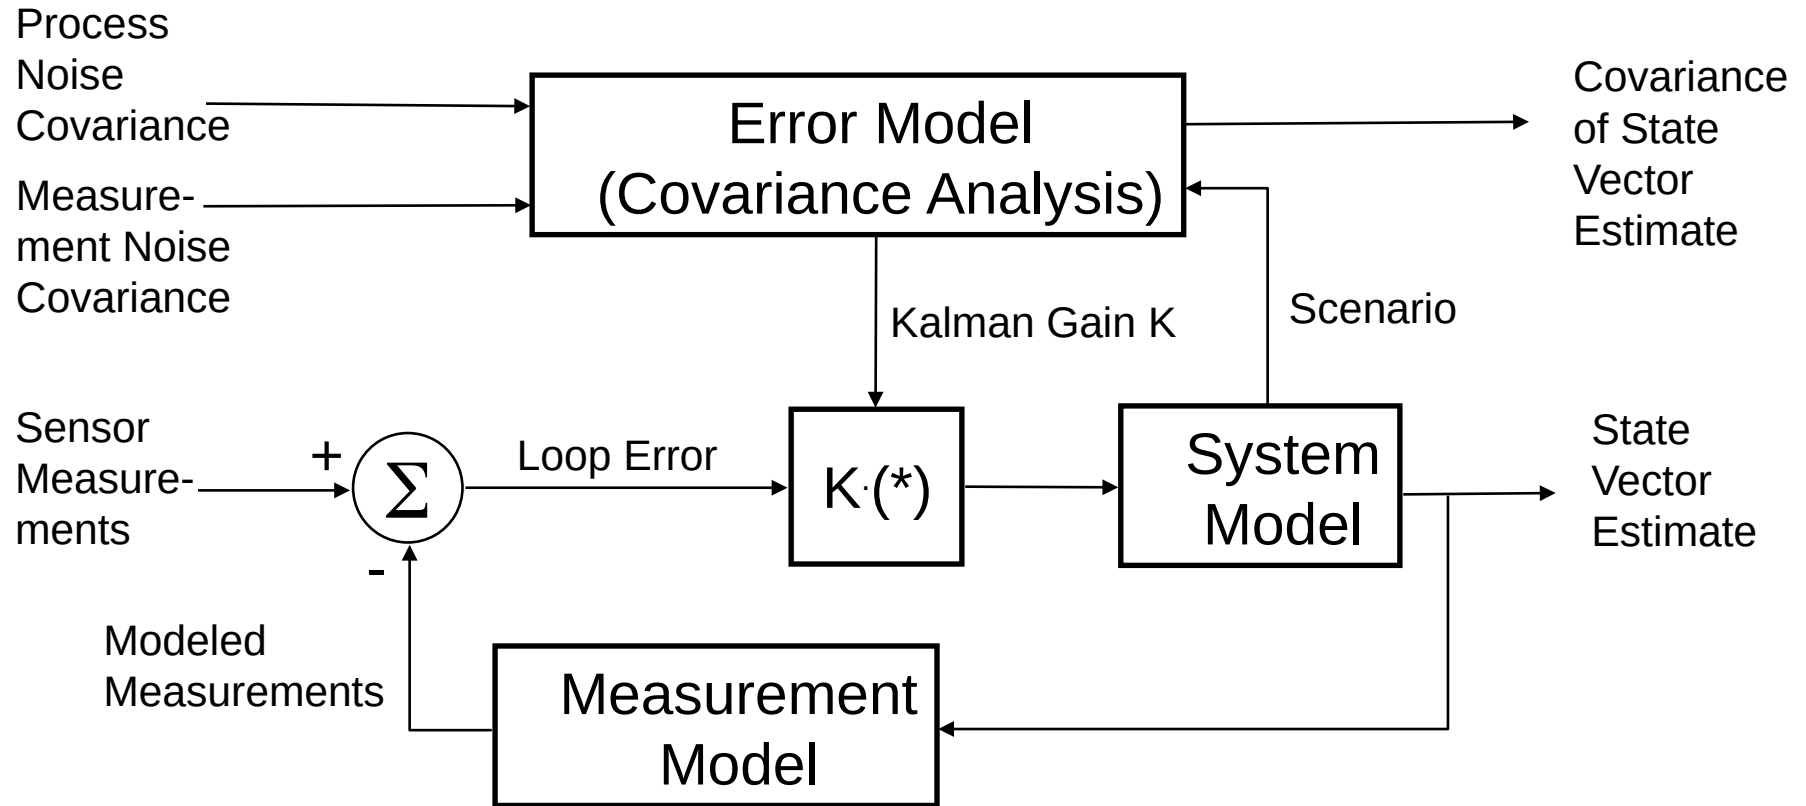 Process
Noise
Covariance
Measure-
ment Noise
Covariance
Error Model
(Covariance Analysis)
Covariance
of State
Vector
Estimate
Kalman Gain K
Scenario
Sensor
Measure-
ments
+
Σ
-
Loop Error
K·(*)
System
Model
State
Vector
Estimate
Modeled
Measurements
Measurement
Model